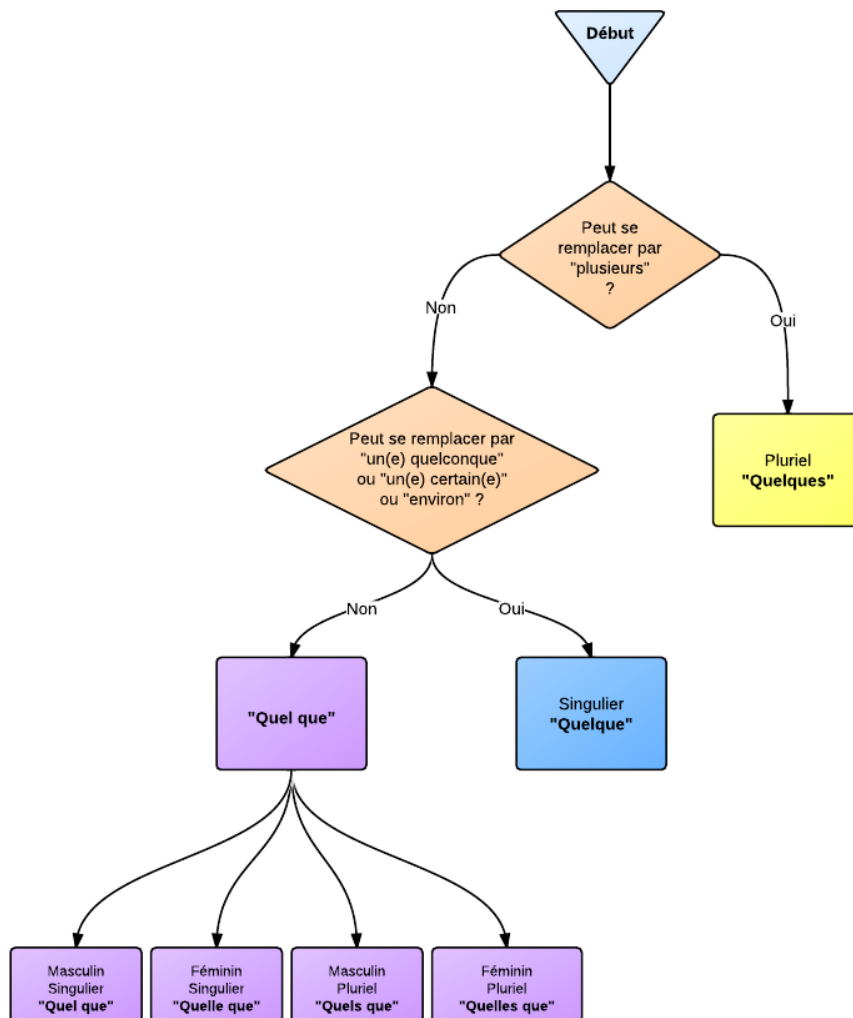 Début
Peut se
remplacer par
"plusieurs"
?
Non
Oui
Peut se remplacer par
"un(e) quelconque"
ou "un(e) certain(e)"
ou "environ" ?
Pluriel
"Quelques"
Non
Oui
"Quel que"
Singulier
"Quelque"
Masculin
Singulier
"Quel que"
Féminin
Singulier
"Quelle que"
Masculin
Pluriel
"Quels que"
Féminin
Pluriel
"Quelles que"